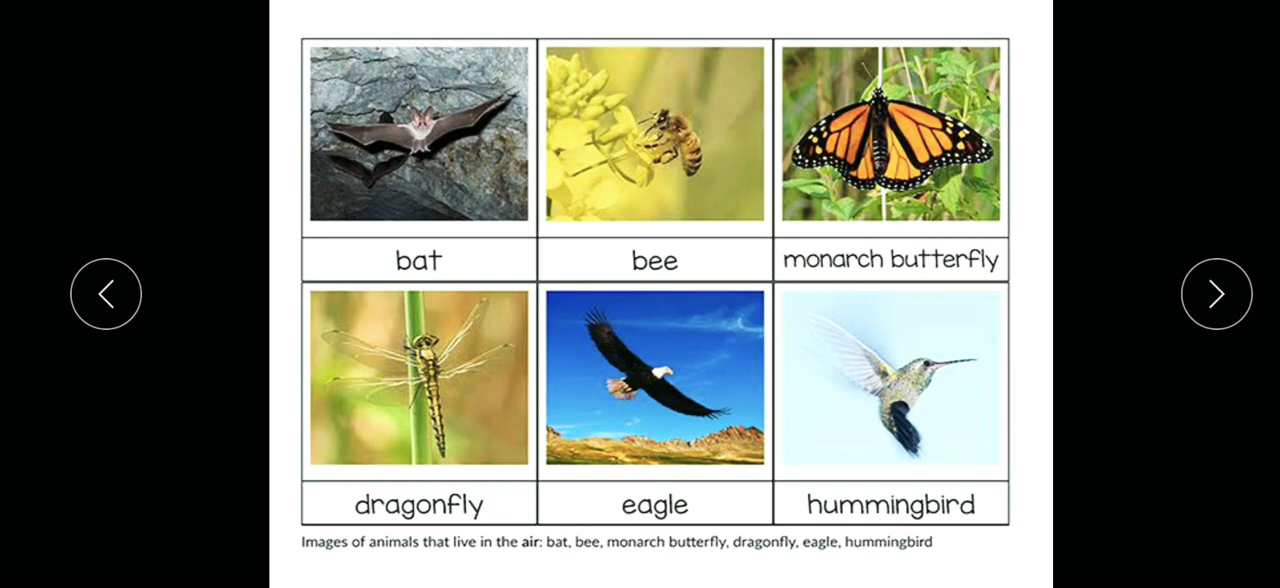 bat
bee
monarch butterfly
dragonfly
eagle
hummingbird
Images of animals that live in the air: bat, bee, monarch butterfly, dragonfly, eagle, hummingbird